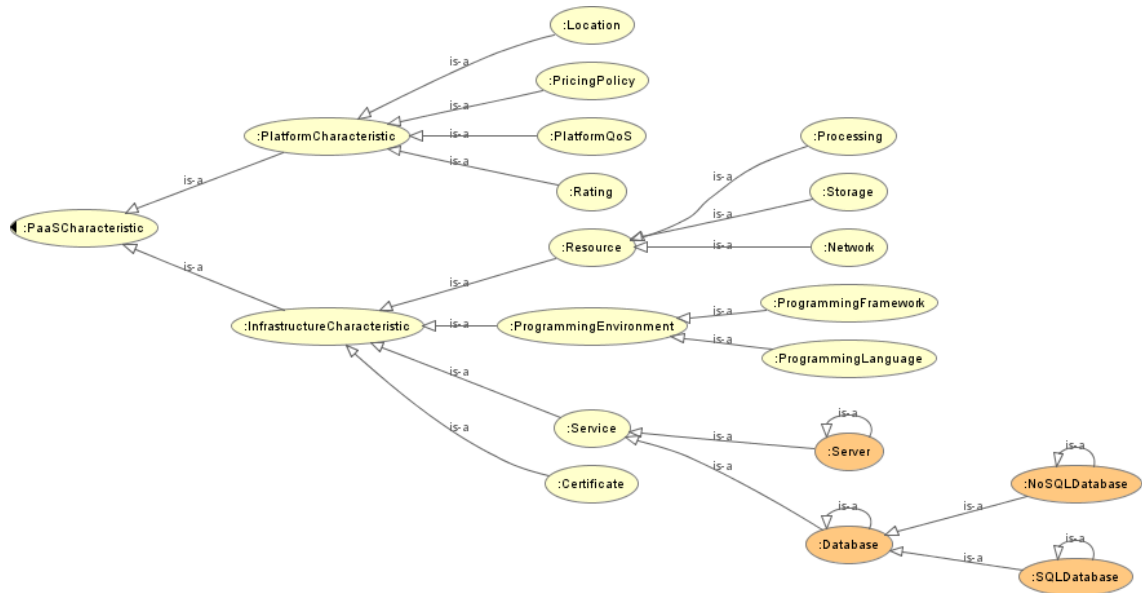 :Location
is-a
:PricingPolicy
is-a
:PlatformCharacteristic
is-a
:PlatformQoS
is-a
:Rating
is-a
:PaaSCharacteristic
is-a
:Processing
is-a
:Storage
is-a
:Resource
is-a
:Network
is-a
:InfrastructureCharacteristic
is-a
:ProgrammingEnvironment
is-a
:ProgrammingFramework
is-a
:ProgrammingLanguage
is-a
:Service
is-a
:Certificate
is-a
is-a
:Server
is-a
is-a
:Database
is-a
is-a
:NoSQLDatabase
is-a
is-a
:SQLDatabase